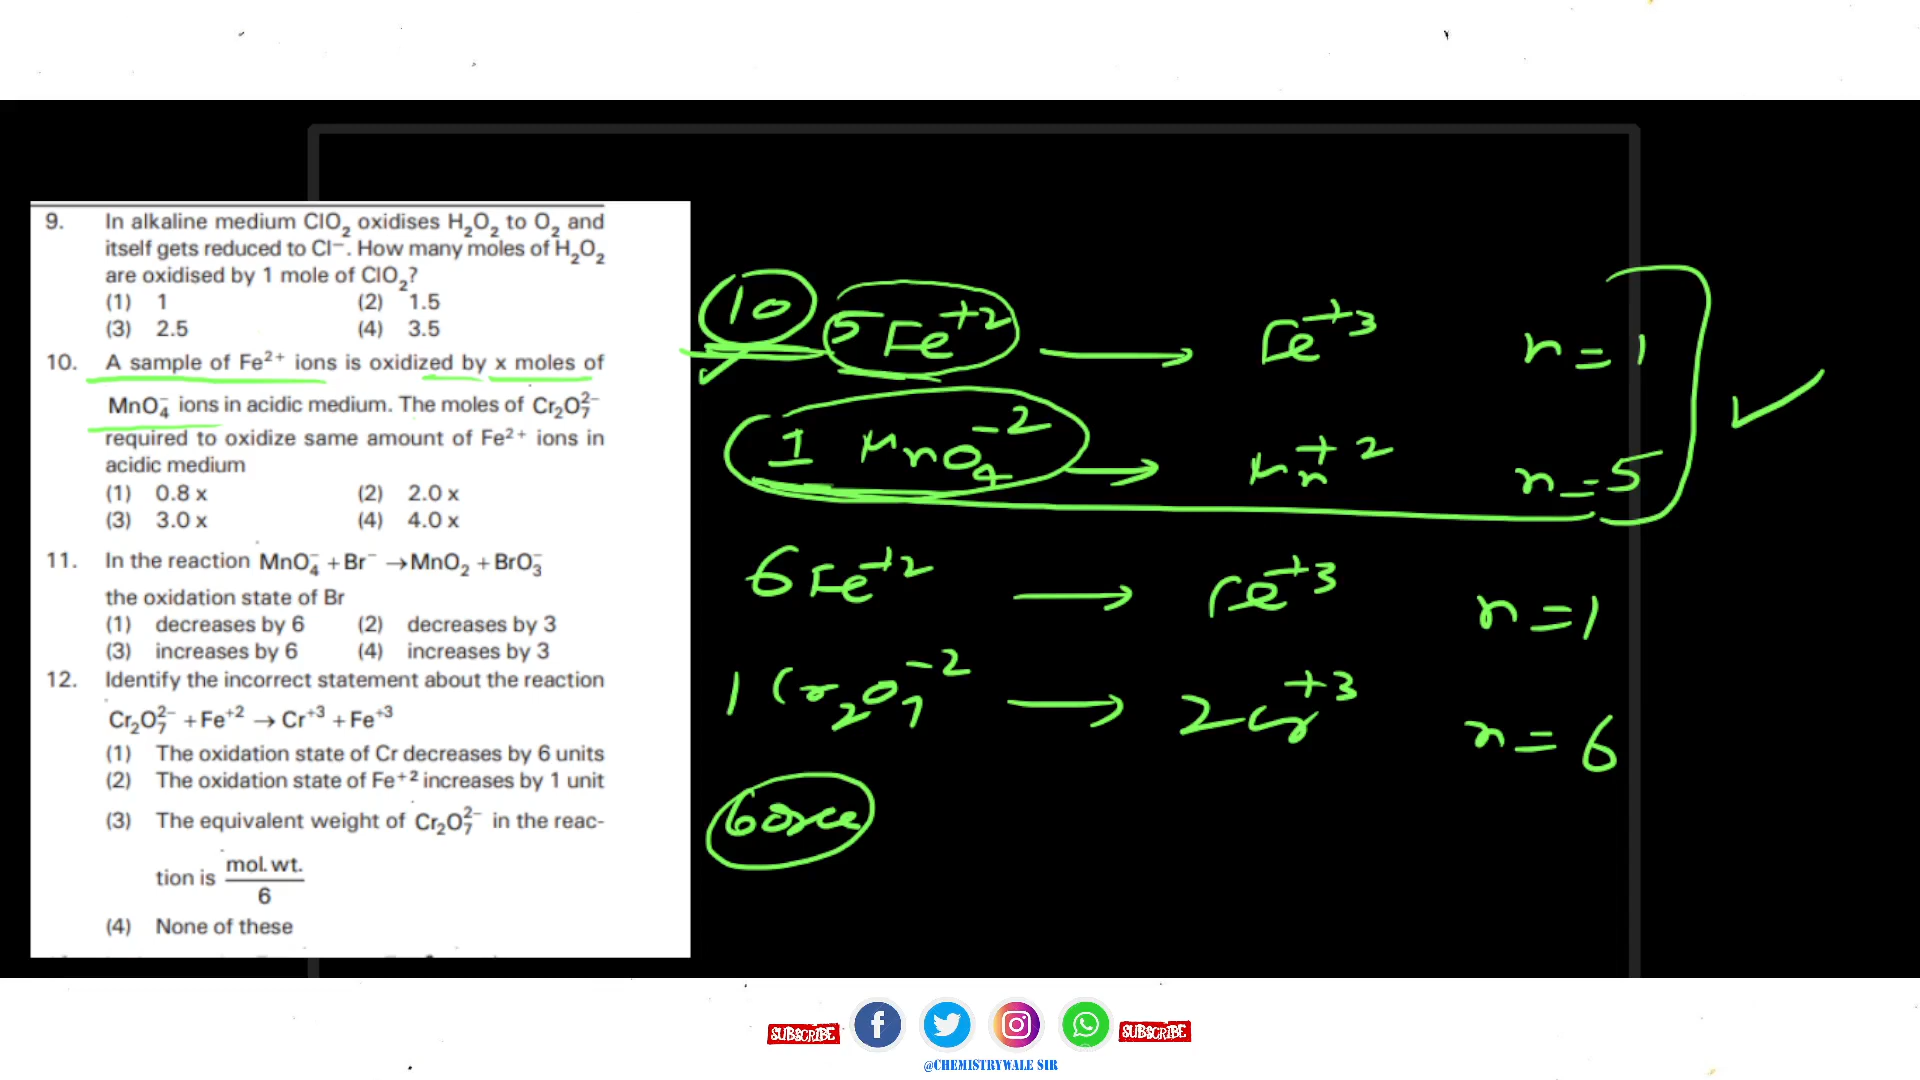 9. In alkaline medium ClO₂ oxidises H₂O₂ to O₂ and
itself gets reduced to Cl⁻. How many moles of H₂O₂
are oxidised by 1 mole of ClO₂?
(1) 1 (2) 1.5
(3) 2.5 (4) 3.5
10. A sample of Fe²⁺ ions is oxidized by x moles of
MnO₄⁻ ions in acidic medium. The moles of Cr₂O₇²⁻
required to oxidize same amount of Fe²⁺ ions in
acidic medium
(1) 0.8 x (2) 2.0 x
(3) 3.0 x (4) 4.0 x
11. In the reaction MnO₄⁻ + Br⁻ → MnO₂ + BrO₃⁻
the oxidation state of Br
(1) decreases by 6 (2) decreases by 3
(3) increases by 6 (4) increases by 3
12. Identify the incorrect statement about the reaction
Cr₂O₇²⁻ + Fe⁺² → Cr⁺³ + Fe⁺³
(1) The oxidation state of Cr decreases by 6 units
(2) The oxidation state of Fe⁺² increases by 1 unit
(3) The equivalent weight of Cr₂O₇²⁻ in the reac-
tion is mol. wt. / 6
(4) None of these
10 5Fe⁺² → Fe⁺³ n = 1
1 MnO₄⁻² → Mn⁺² n = 5
6Fe⁺² → Fe⁺³ n = 1
1 Cr₂O₇⁻² → 2Cr⁺³ n = 6
SUBSCRIBE SUBSCRIBE
@CHEMISTRYWALE SIR